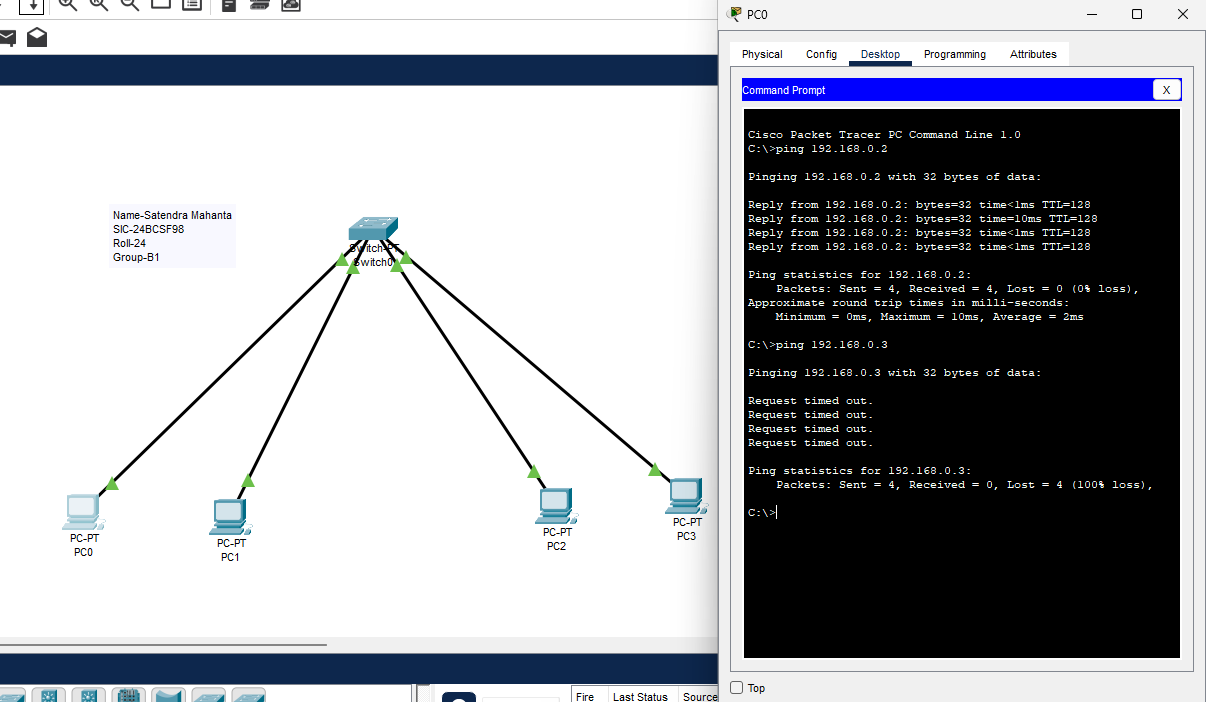 PC0
Physical Config Desktop Programming Attributes
Command Prompt
X
Cisco Packet Tracer PC Command Line 1.0
C:\>ping 192.168.0.2
Pinging 192.168.0.2 with 32 bytes of data:
Reply from 192.168.0.2: bytes=32 time<1ms TTL=128
Reply from 192.168.0.2: bytes=32 time=10ms TTL=128
Reply from 192.168.0.2: bytes=32 time<1ms TTL=128
Reply from 192.168.0.2: bytes=32 time<1ms TTL=128
Ping statistics for 192.168.0.2:
Packets: Sent = 4, Received = 4, Lost = 0 (0% loss),
Approximate round trip times in milli-seconds:
Minimum = 0ms, Maximum = 10ms, Average = 2ms
C:\>ping 192.168.0.3
Pinging 192.168.0.3 with 32 bytes of data:
Request timed out.
Request timed out.
Request timed out.
Request timed out.
Ping statistics for 192.168.0.3:
Packets: Sent = 4, Received = 0, Lost = 4 (100% loss),
C:\>
Top
Name-Satendra Mahanta
SIC-24BCSF98
Roll-24
Group-B1
Switch-PT
Switch0
PC-PT
PC0
PC-PT
PC1
PC-PT
PC2
PC-PT
PC3
Fire Last Status Source